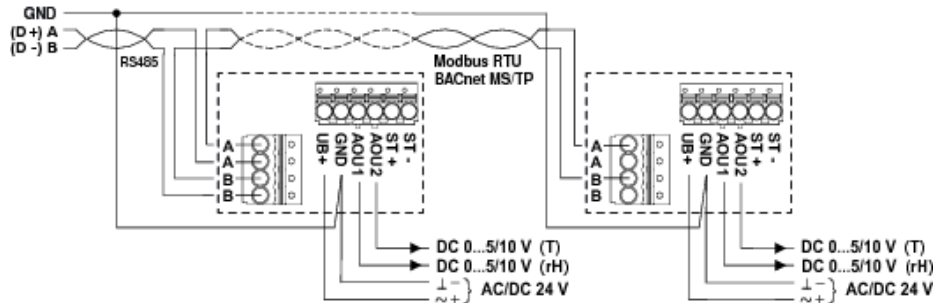 GND
(D+) A
(D-) B
RS485
Modbus RTU
BACnet MS/TP
UB+
GND
AOU1
AOU2
ST +
ST -
A
A
B
B
DC 0...5/10 V (T)
DC 0...5/10 V (rH)
⊥ −
~ +
AC/DC 24 V
UB+
GND
AOU1
AOU2
ST +
ST -
A
A
B
B
DC 0...5/10 V (T)
DC 0...5/10 V (rH)
⊥ −
~ +
AC/DC 24 V